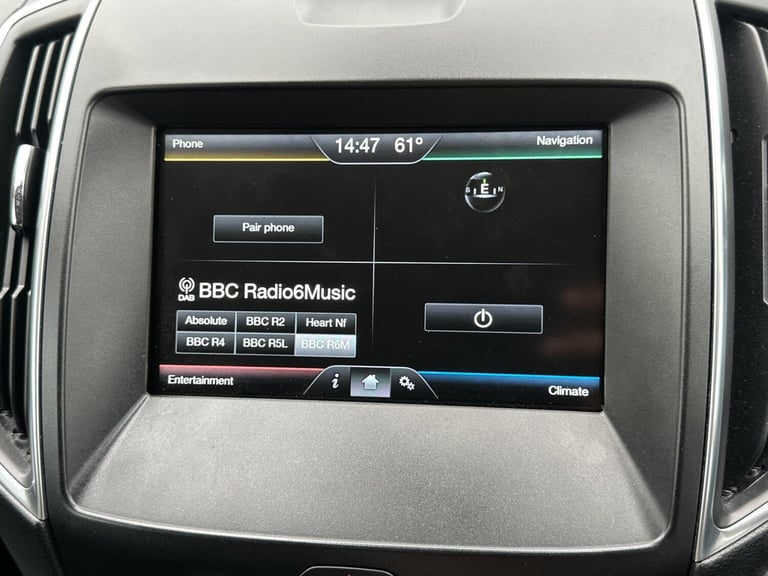 Phone 14:47 61° Navigation
S E N
Pair phone
DAB BBC Radio6Music
Absolute BBC R2 Heart Nf
BBC R4 BBC R5L BBC R6M
Entertainment i Climate